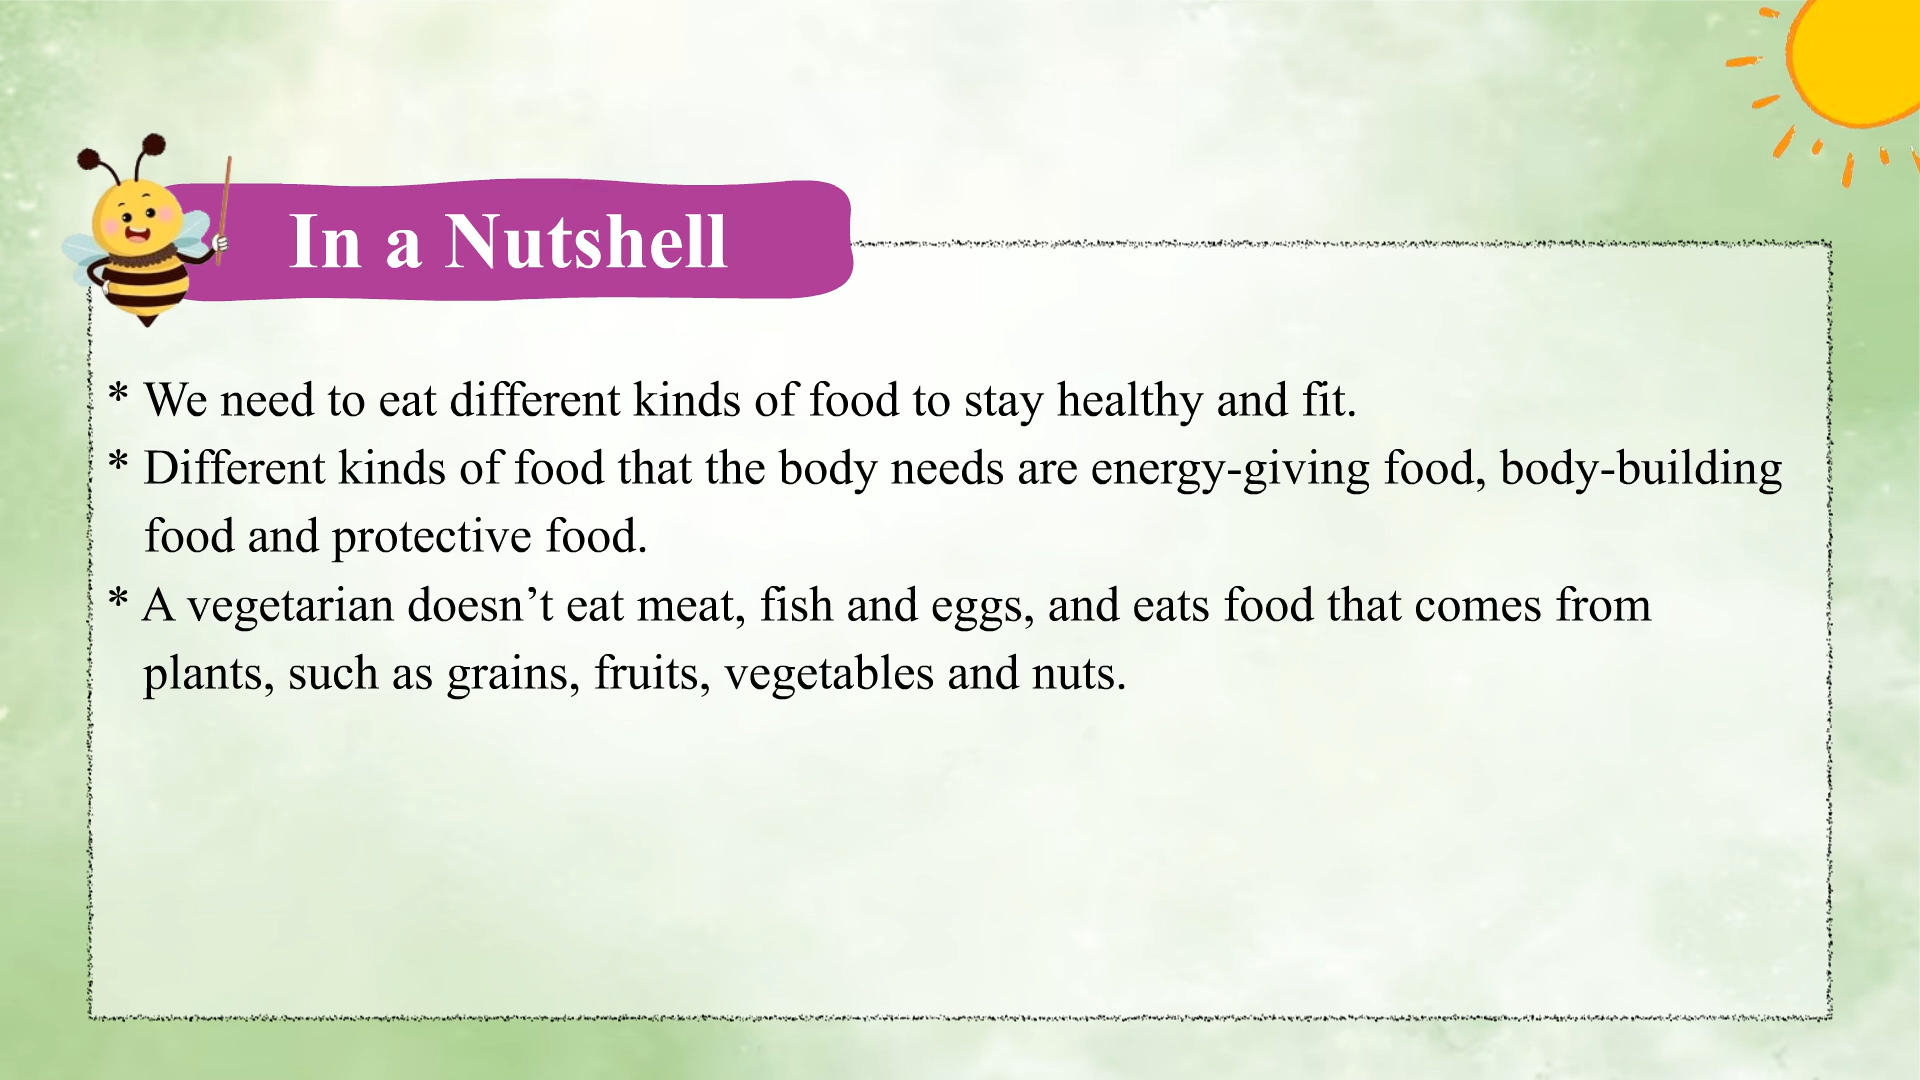 In a Nutshell
* We need to eat different kinds of food to stay healthy and fit.
* Different kinds of food that the body needs are energy-giving food, body-building
food and protective food.
* A vegetarian doesn’t eat meat, fish and eggs, and eats food that comes from
plants, such as grains, fruits, vegetables and nuts.